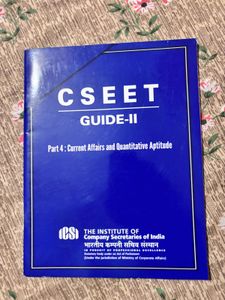 CSEET
GUIDE-II
Part 4 : Current Affairs and Quantitative Aptitude
ICSI
THE INSTITUTE OF
Company Secretaries of India
भारतीय कम्पनी सचिव संस्थान
IN PURSUIT OF PROFESSIONAL EXCELLENCE
Statutory body under an Act of Parliament
(Under the jurisdiction of Ministry of Corporate Affairs)